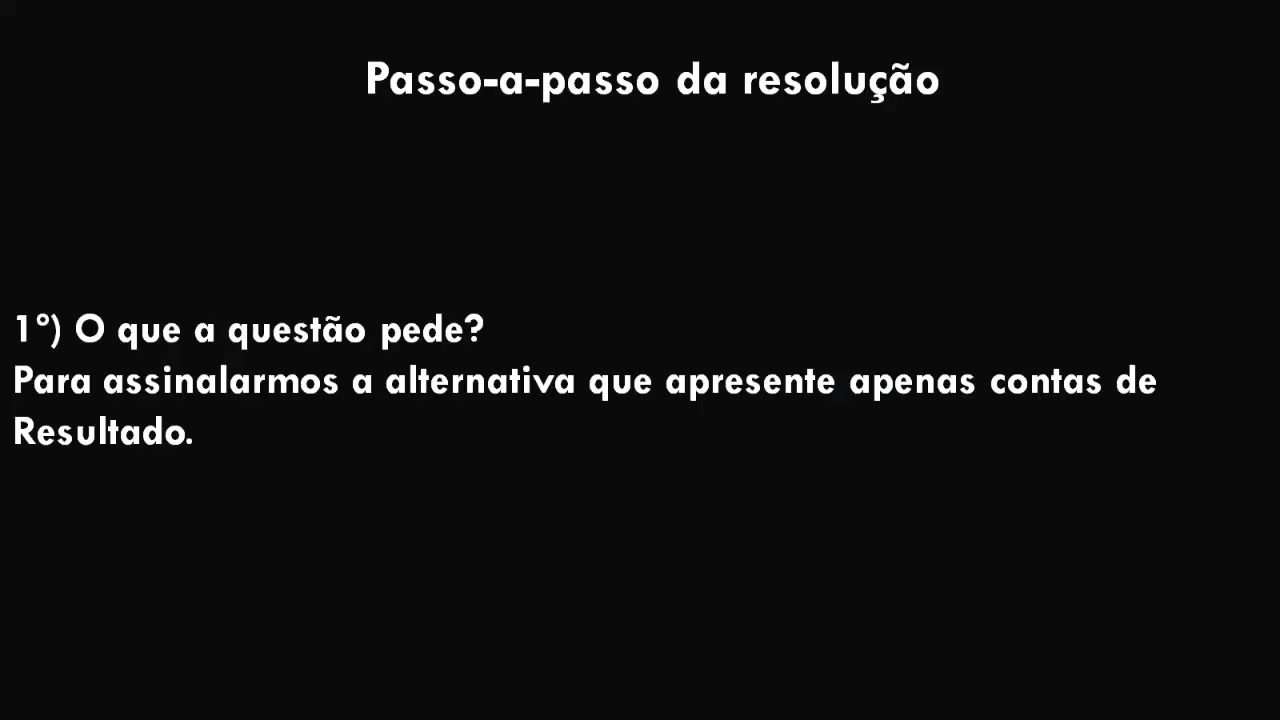 Passo-a-passo da resolução
1°) O que a questão pede?
Para assinalarmos a alternativa que apresente apenas contas de
Resultado.